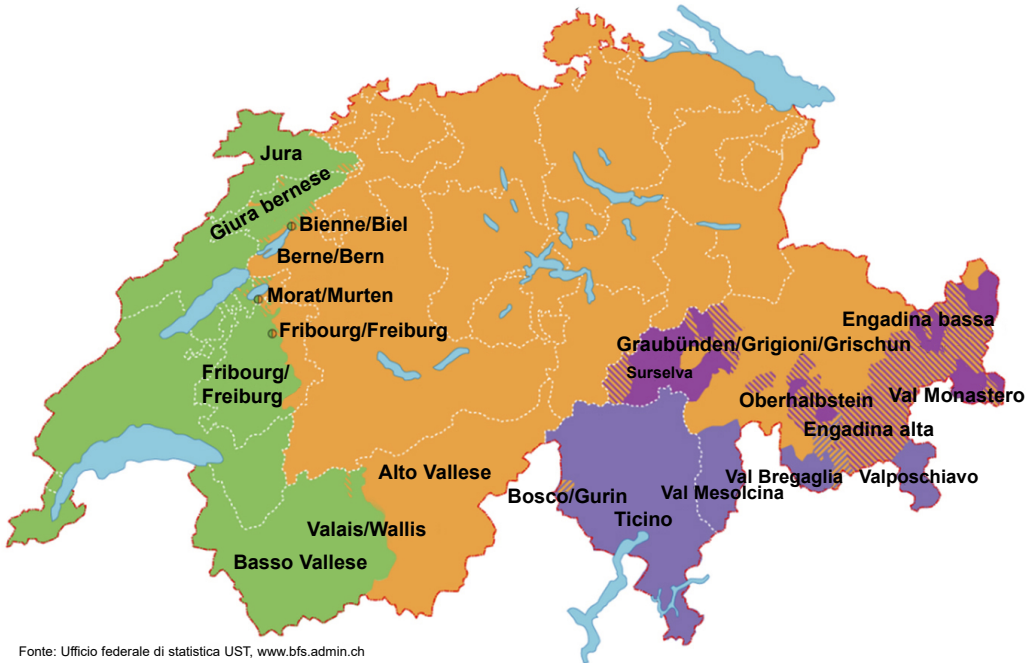 Jura
Giura bernese
Bienne/Biel
Berne/Bern
Morat/Murten
Fribourg/Freiburg
Engadina bassa
Graubünden/Grigioni/Grischun
Surselva
Fribourg/
Freiburg
Oberhalbstein
Val Monastero
Engadina alta
Alto Vallese
Val Bregaglia
Valposchiavo
Bosco/Gurin
Val Mesolcina
Ticino
Valais/Wallis
Basso Vallese
Fonte: Ufficio federale di statistica UST, www.bfs.admin.ch